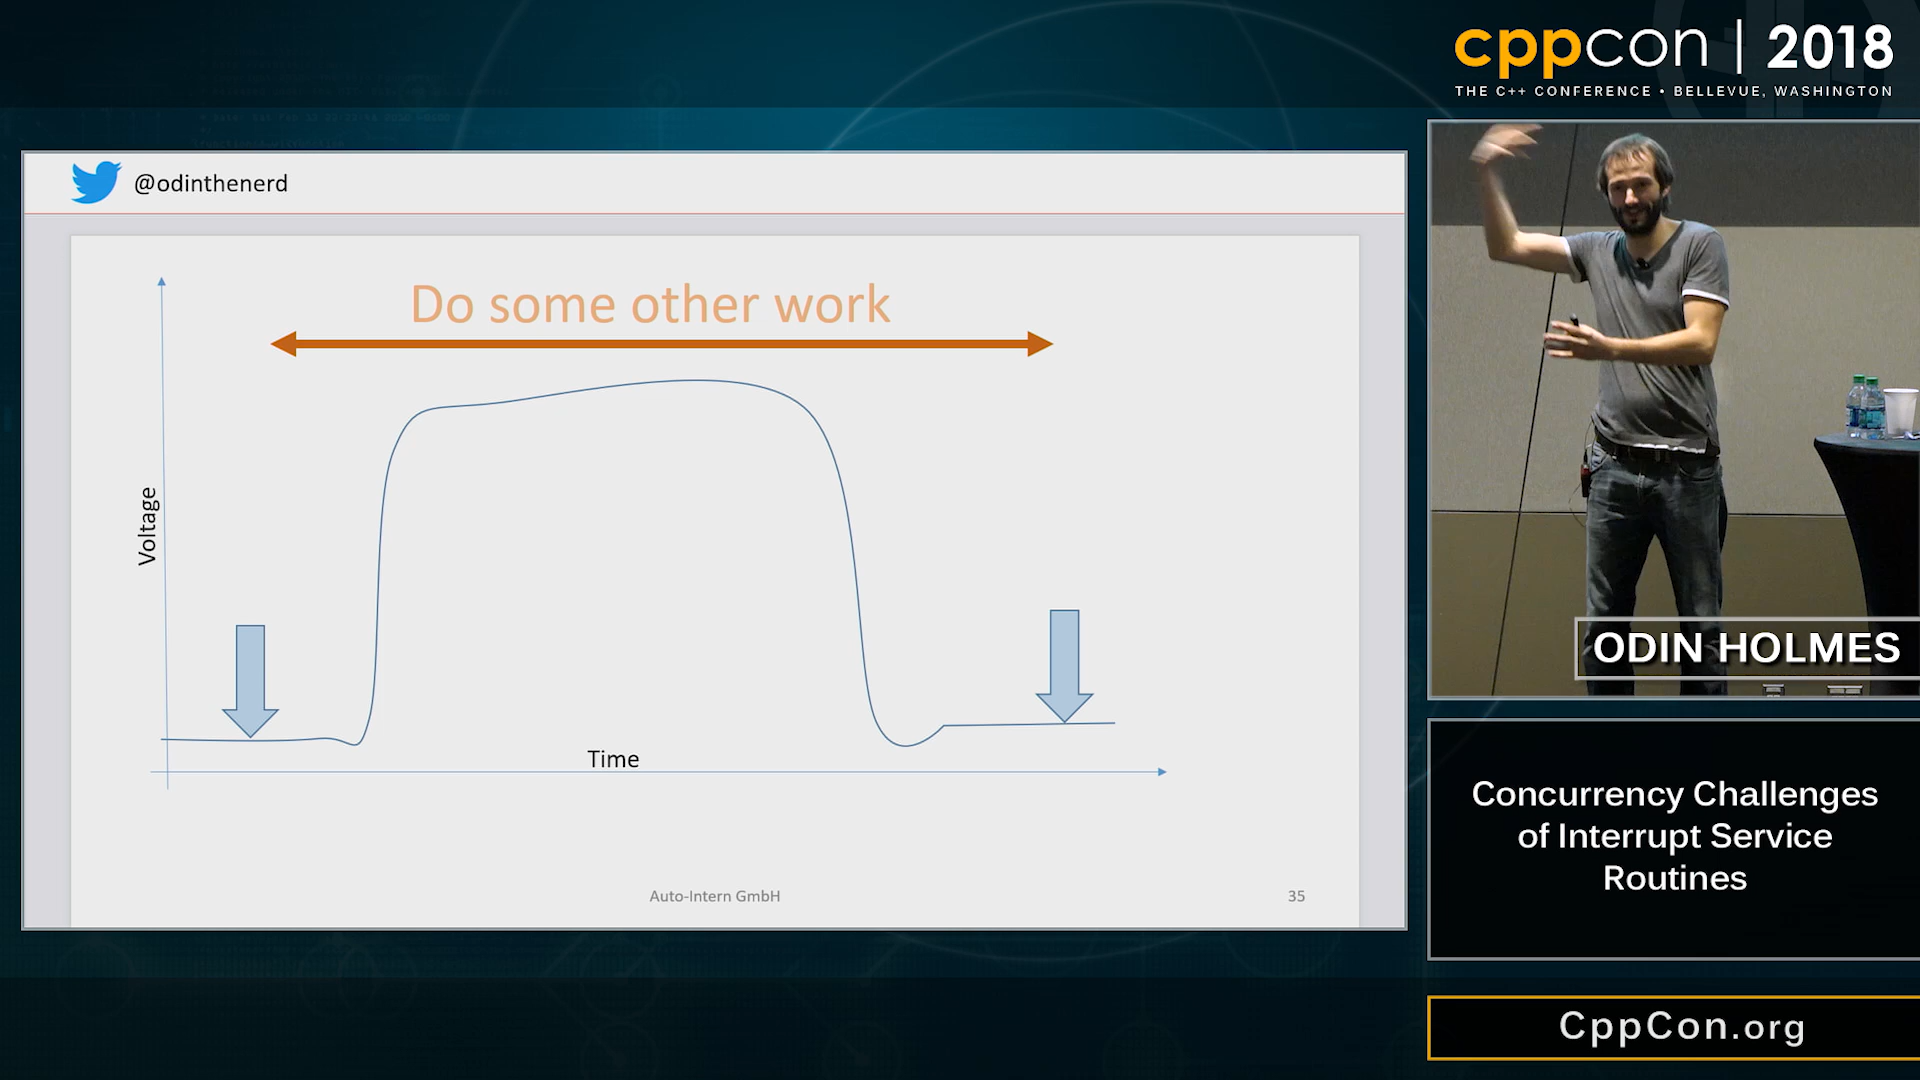 cppcon | 2018
THE C++ CONFERENCE • BELLEVUE, WASHINGTON
@odinthenerd
Do some other work
Voltage
Time
Auto-Intern GmbH
35
ODIN HOLMES
Concurrency Challenges
of Interrupt Service
Routines
CppCon.org